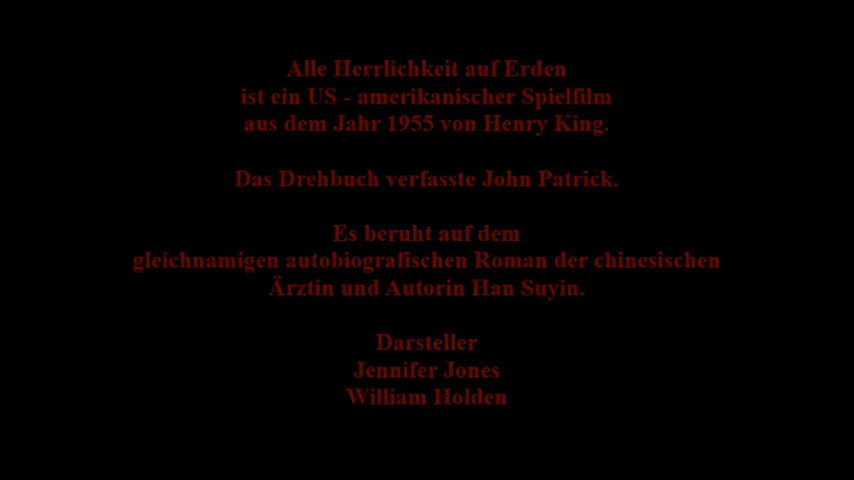 Alle Herrlichkeit auf Erden
ist ein US - amerikanischer Spielfilm
aus dem Jahr 1955 von Henry King.
Das Drehbuch verfasste John Patrick.
Es beruht auf dem
gleichnamigen autobiografischen Roman der chinesischen
Ärztin und Autorin Han Suyin.
Darsteller
Jennifer Jones
William Holden